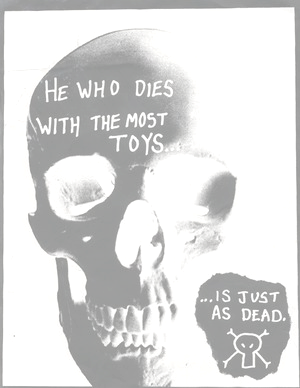 HE WHO DIES
WITH THE MOST
TOYS...
...IS JUST
AS DEAD.